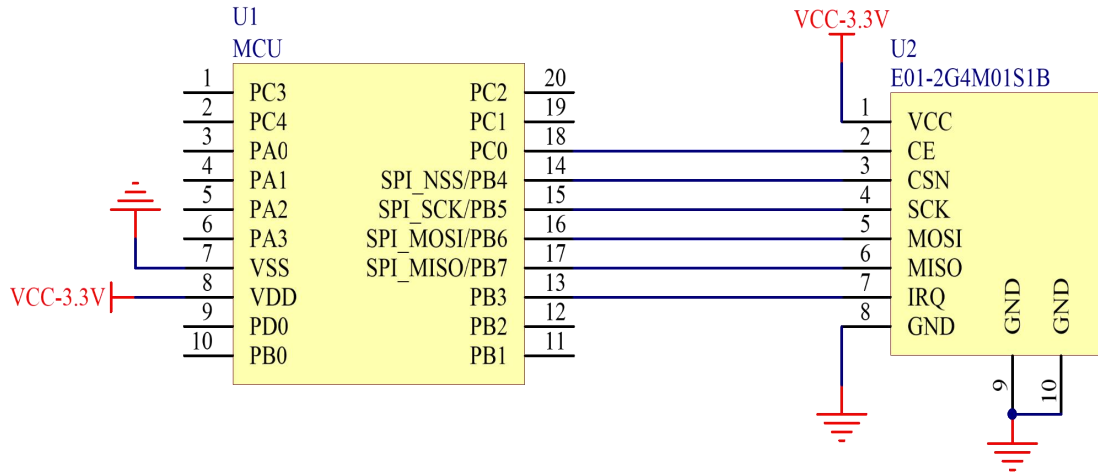 U1
MCU
1 PC3
2 PC4
3 PA0
4 PA1
5 PA2
6 PA3
7 VSS
8 VDD
9 PD0
10 PB0
VCC-3.3V
PC2 20
PC1 19
PC0 18
SPI_NSS/PB4 14
SPI_SCK/PB5 15
SPI_MOSI/PB6 16
SPI_MISO/PB7 17
PB3 13
PB2 12
PB1 11
VCC-3.3V
U2
E01-2G4M01S1B
1 VCC
2 CE
3 CSN
4 SCK
5 MOSI
6 MISO
7 IRQ
8 GND
GND 9
GND 10